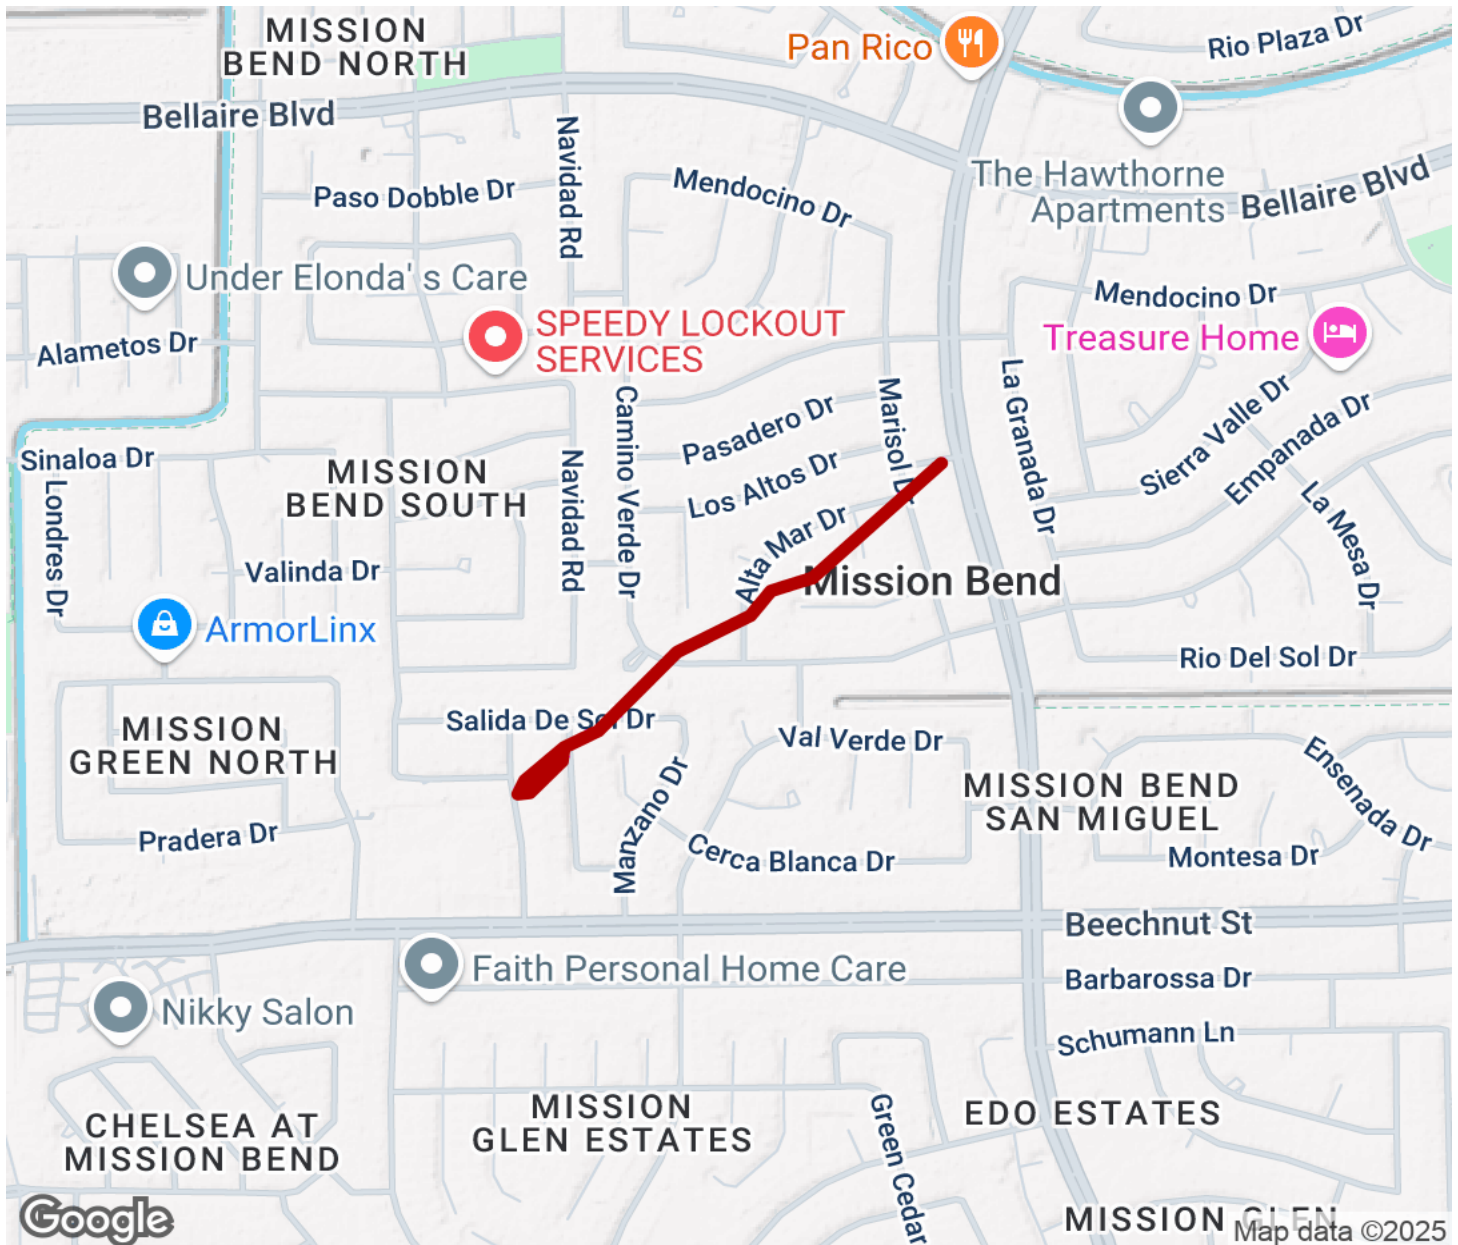 MISSION
BEND NORTH
Pan Rico
Rio Plaza Dr
Bellaire Blvd
Navidad Rd
Paso Dobble Dr
Mendocino Dr
The Hawthorne
Apartments
Bellaire Blvd
Under Elonda' s Care
Mendocino Dr
SPEEDY LOCKOUT
SERVICES
Treasure Home
Alametos Dr
La Granada Dr
Marisol Dr
Camino Verde Dr
Pasadero Dr
Sierra Valle Dr
Empanada Dr
Sinaloa Dr
MISSION
BEND SOUTH
Navidad Rd
Los Altos Dr
Londres Dr
Alta Mar Dr
La Mesa Dr
Valinda Dr
Mission Bend
ArmorLinx
Rio Del Sol Dr
Salida De Sol Dr
MISSION
GREEN NORTH
Val Verde Dr
Ensenada Dr
MISSION BEND
SAN MIGUEL
Manzano Dr
Pradera Dr
Cerca Blanca Dr
Montesa Dr
Beechnut St
Faith Personal Home Care
Barbarossa Dr
Nikky Salon
Schumann Ln
MISSION
GLEN ESTATES
Green Cedar
EDO ESTATES
CHELSEA AT
MISSION BEND
MISSION GLEN
Google
Map data ©2025